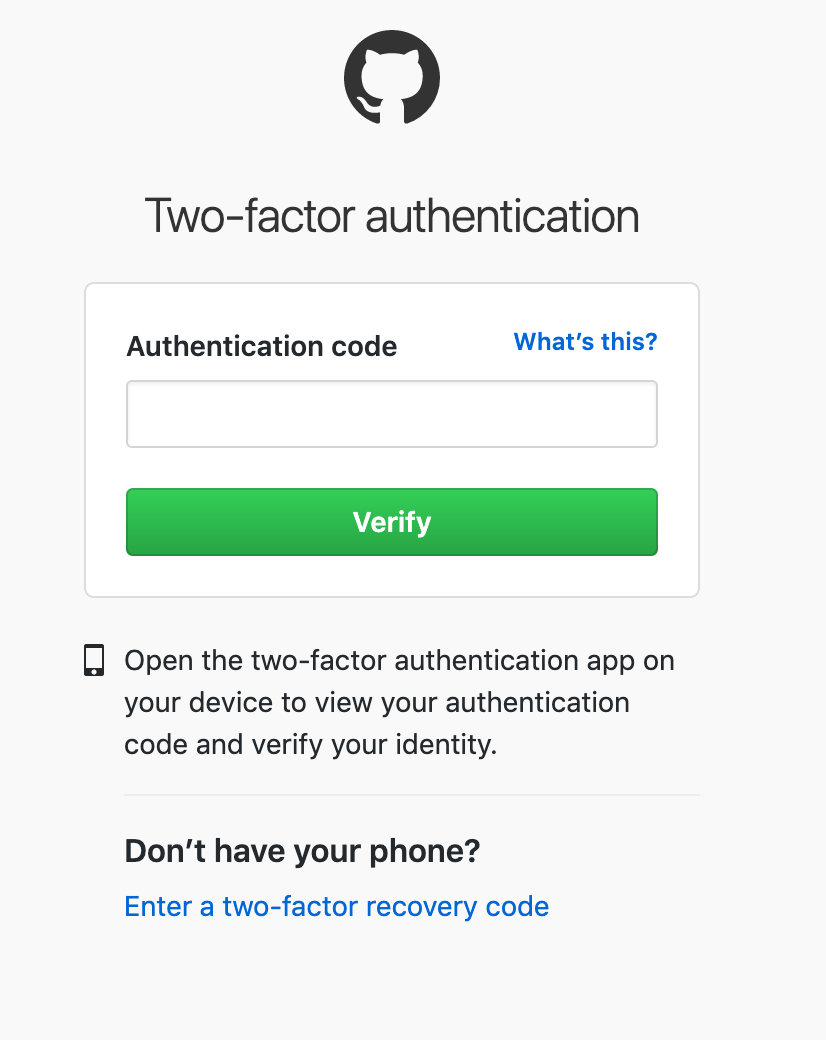 Two-factor authentication
Authentication code
What’s this?
Verify
Open the two-factor authentication app on
your device to view your authentication
code and verify your identity.
Don’t have your phone?
Enter a two-factor recovery code